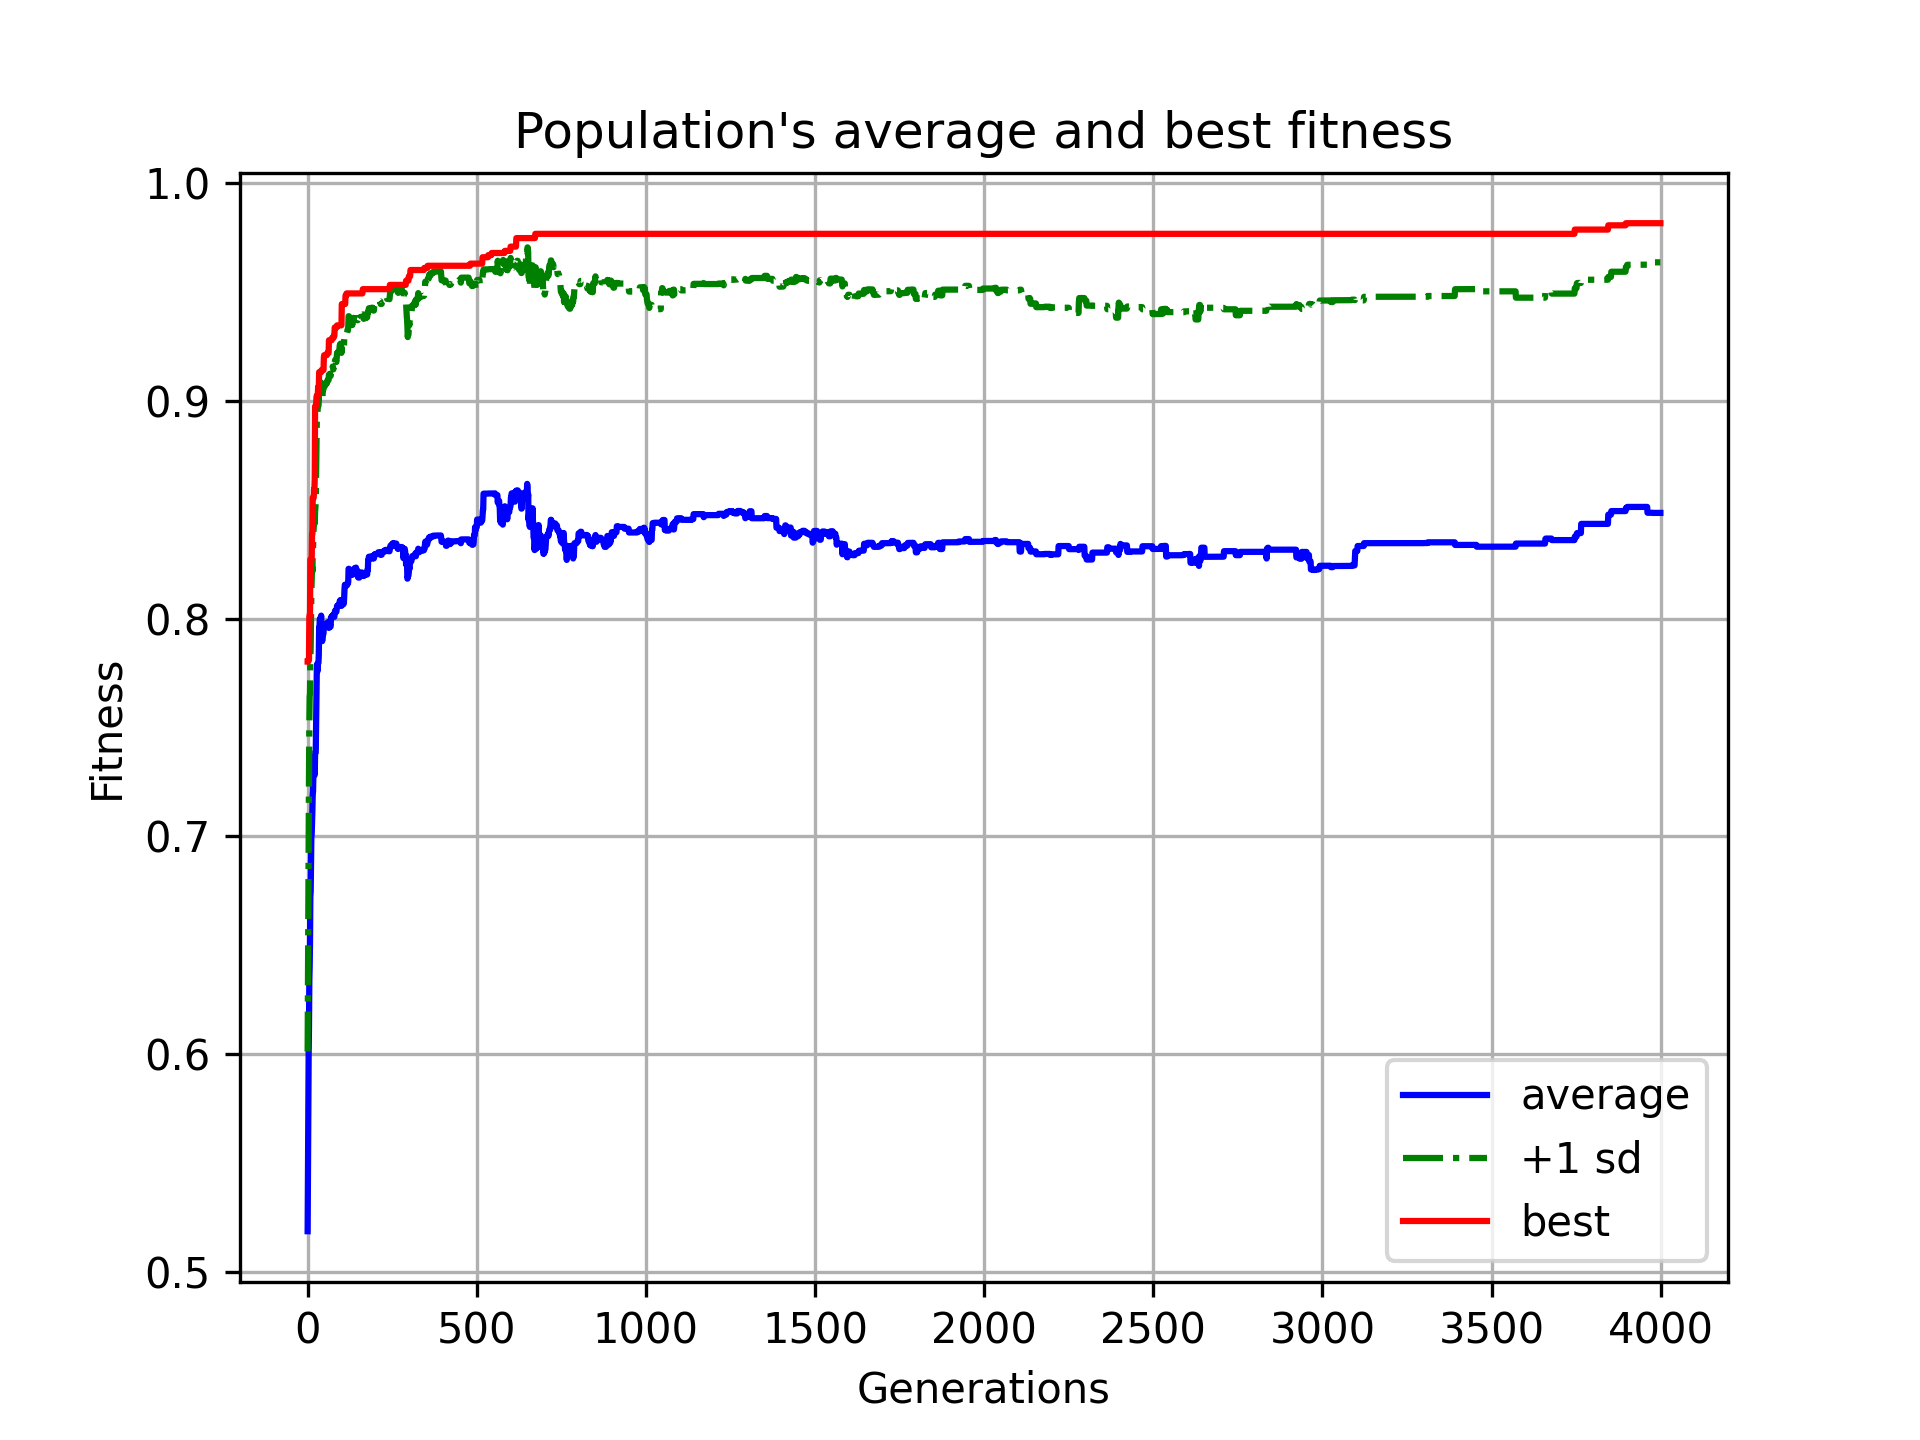 Population's average and best fitness
1.0
0.9
0.8
0.7
0.6
0.5
Fitness
0 500 1000 1500 2000 2500 3000 3500 4000
Generations
average
+1 sd
best